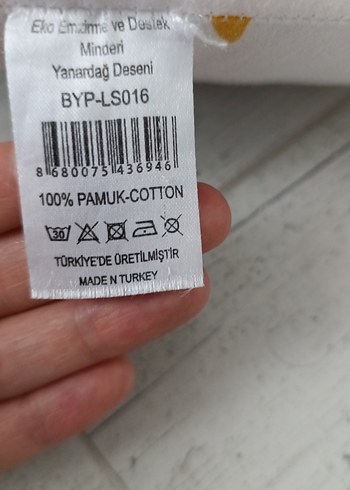 Eko Emzirme ve Destek
Minderi
Yanardağ Deseni
BYP-LS016
8 680075 436946
100% PAMUK-COTTON
30
TÜRKİYE'DE ÜRETİLMİŞTİR
MADE N TURKEY